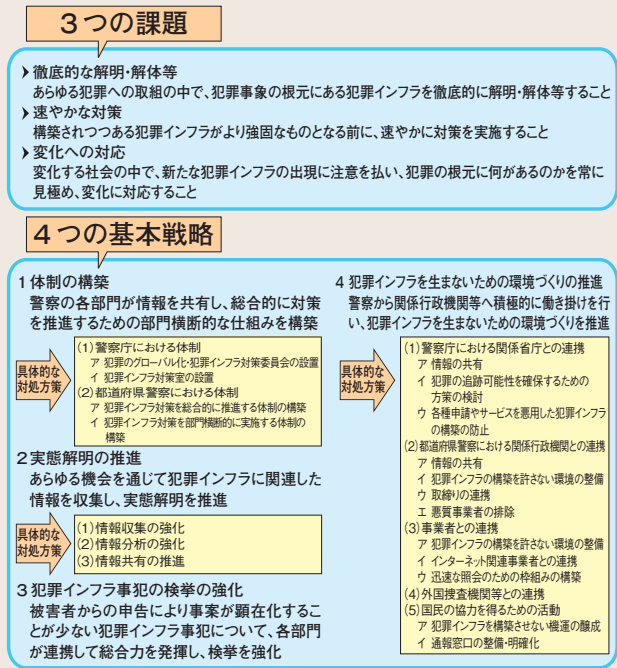 3つの課題
徹底的な解明・解体等
あらゆる犯罪への取組の中で、犯罪事象の根元にある犯罪インフラを徹底的に解明・解体等すること
速やかな対策
構築されつつある犯罪インフラがより強固なものとなる前に、速やかに対策を実施すること
変化への対応
変化する社会の中で、新たな犯罪インフラの出現に注意を払い、犯罪の根元に何があるのかを常に
見極め、変化に対応すること
4つの基本戦略
1 体制の構築
警察の各部門が情報を共有し、総合的に対策
を推進するための部門横断的な仕組みを構築
具体的な
対処方策
(1)警察庁における体制
ア 犯罪のグローバル化・犯罪インフラ対策委員会の設置
イ 犯罪インフラ対策室の設置
(2)都道府県警察における体制
ア 犯罪インフラ対策を総合的に推進する体制の構築
イ 犯罪インフラ対策を部門横断的に実施する体制の
構築
2 実態解明の推進
あらゆる機会を通じて犯罪インフラに関連した
情報を収集し、実態解明を推進
具体的な
対処方策
(1)情報収集の強化
(2)情報分析の強化
(3)情報共有の推進
3 犯罪インフラ事犯の検挙の強化
被害者からの申告により事案が顕在化するこ
とが少ない犯罪インフラ事犯について、各部門
が連携して総合力を発揮し、検挙を強化
4 犯罪インフラを生まないための環境づくりの推進
警察から関係行政機関等へ積極的に働き掛けを行
い、犯罪インフラを生まないための環境づくりを推進
具体的な
対処方策
(1)警察庁における関係省庁との連携
ア 情報の共有
イ 犯罪の追跡可能性を確保するための
方策の検討
ウ 各種申請やサービスを悪用した犯罪インフラ
の構築の防止
(2)都道府県警察における関係行政機関との連携
ア 情報の共有
イ 犯罪インフラの構築を許さない環境の整備
ウ 取締りの連携
エ 悪質事業者の排除
(3)事業者との連携
ア 犯罪インフラの構築を許さない環境の整備
イ インターネット関連事業者との連携
ウ 迅速な照会のための枠組みの構築
(4)外国捜査機関等との連携
(5)国民の協力を得るための活動
ア 犯罪インフラを構築させない機運の醸成
イ 通報窓口の整備・明確化